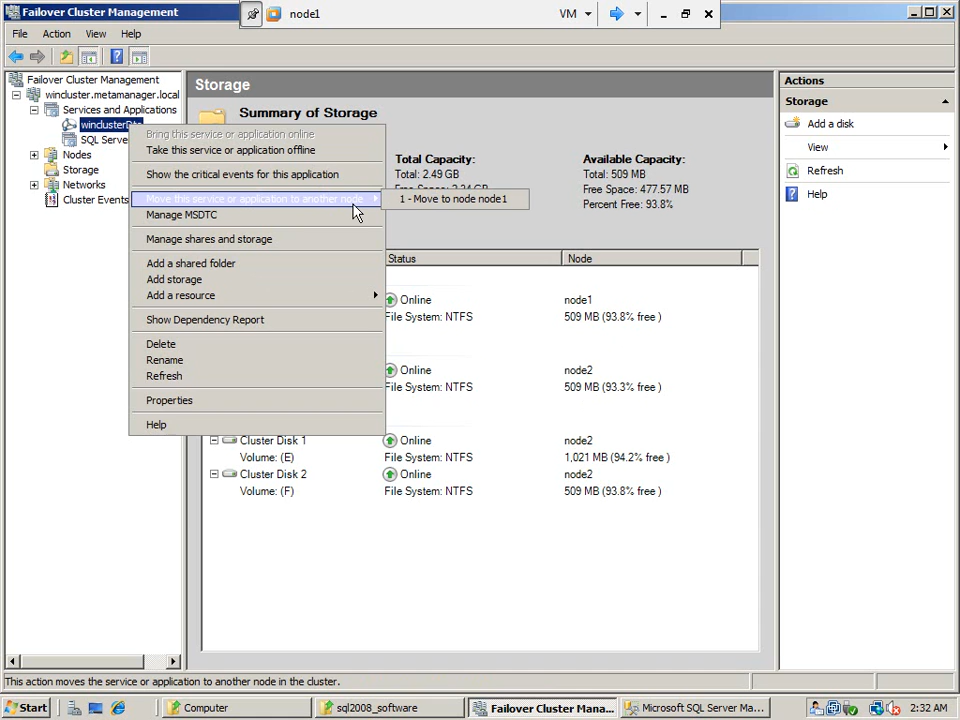 Failover Cluster Management
node1
VM
File
Action
View
Help
Failover Cluster Management
wincluster.metamanager.local
Services and Applications
winclusterDtc
SQL Serve
Nodes
Storage
Networks
Cluster Events
Bring this service or application online
Take this service or application offline
Show the critical events for this application
Move this service or application to another node
Manage MSDTC
Manage shares and storage
Add a shared folder
Add storage
Add a resource
Show Dependency Report
Delete
Rename
Refresh
Properties
Help
1 - Move to node node1
Storage
Summary of Storage
Total Capacity:
Total: 2.49 GB
Available Capacity:
Total: 509 MB
Free Space: 477.57 MB
Percent Free: 93.8%
Status
Node
Online
node1
File System: NTFS
509 MB (93.8% free )
Online
node2
File System: NTFS
509 MB (93.3% free )
Cluster Disk 1
Online
node2
Volume: (E)
File System: NTFS
1,021 MB (94.2% free )
Cluster Disk 2
Online
node2
Volume: (F)
File System: NTFS
509 MB (93.8% free )
Actions
Storage
Add a disk
View
Refresh
Help
This action moves the service or application to another node in the cluster.
Start
Computer
sql2008_software
Failover Cluster Mana...
Microsoft SQL Server Ma...
2:32 AM